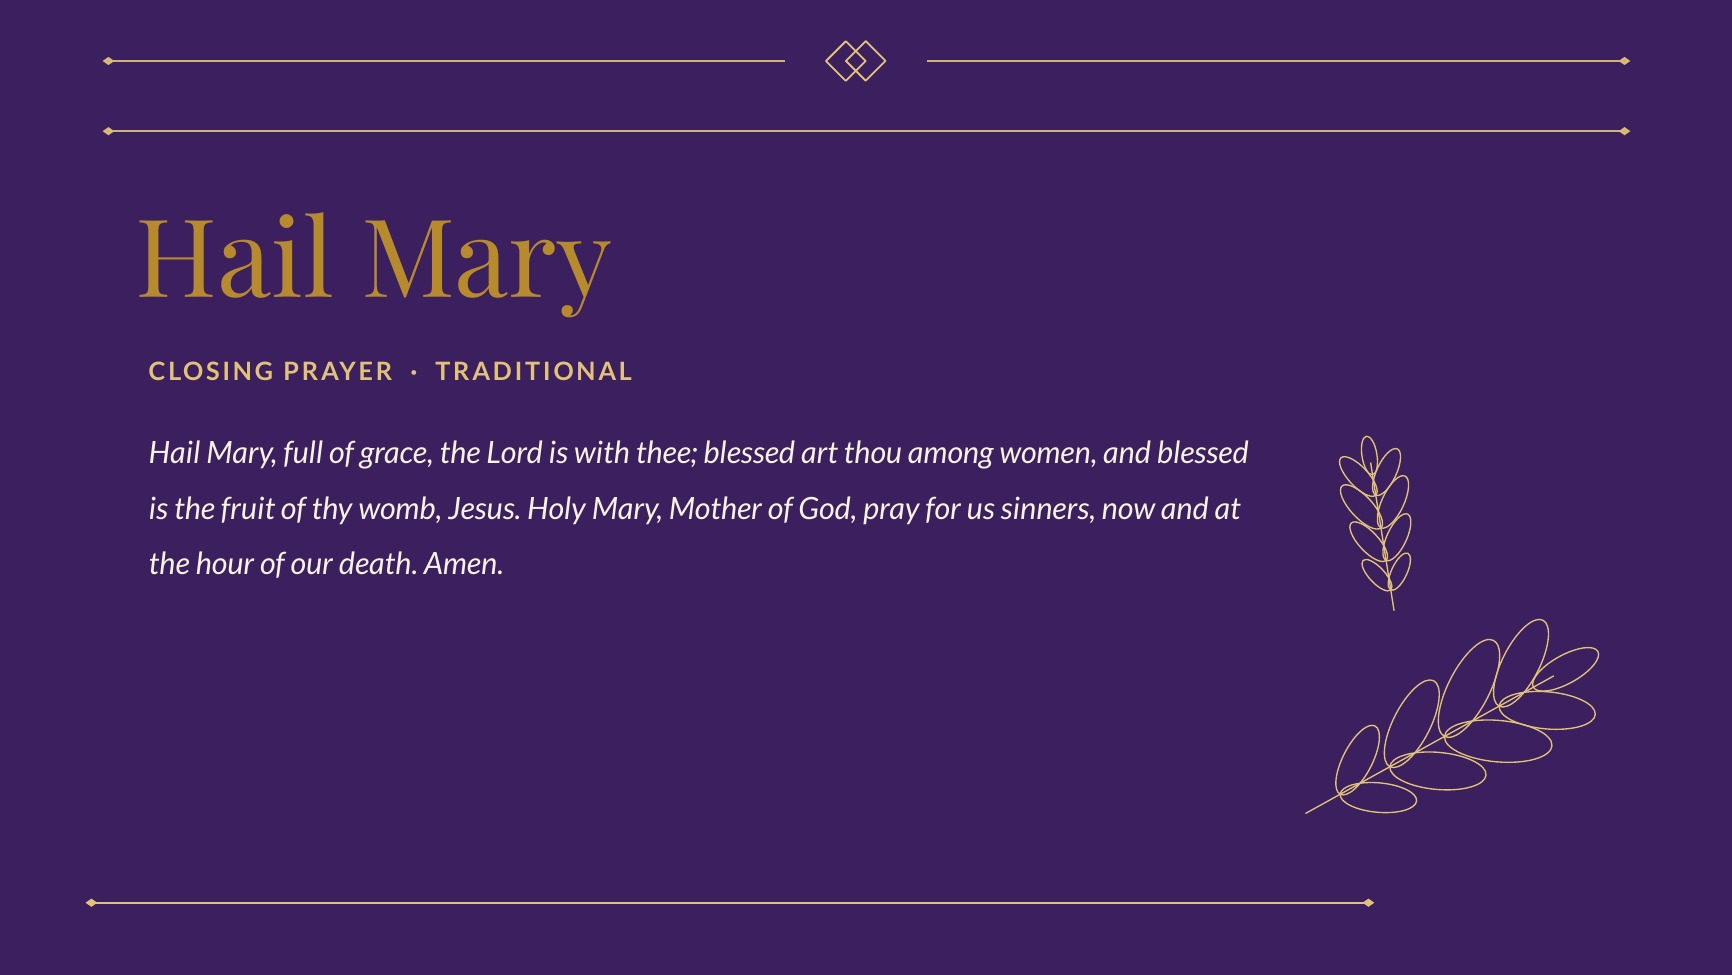 Hail Mary
CLOSING PRAYER · TRADITIONAL
Hail Mary, full of grace, the Lord is with thee; blessed art thou among women, and blessed
is the fruit of thy womb, Jesus. Holy Mary, Mother of God, pray for us sinners, now and at
the hour of our death. Amen.